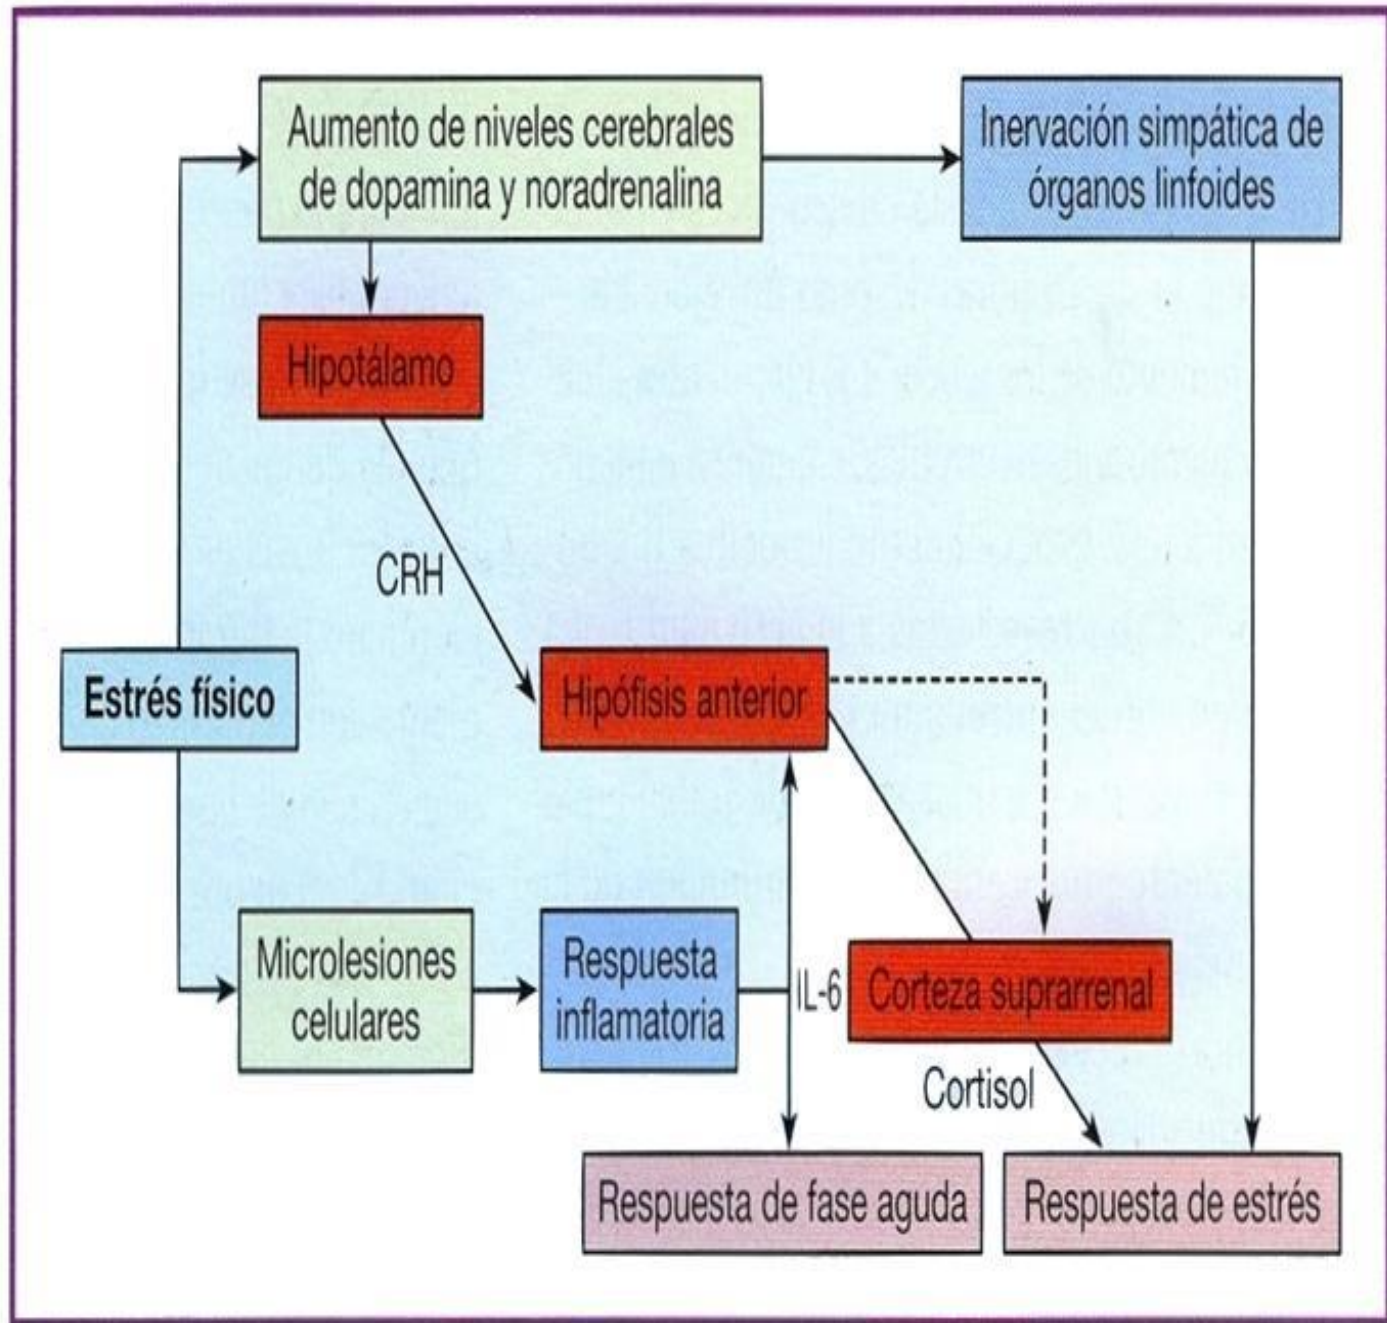 Aumento de niveles cerebrales
de dopamina y noradrenalina
Inervación simpática de
órganos linfoides
Hipotálamo
CRH
Estrés físico
Hipófisis anterior
Microlesiones
celulares
Respuesta
inflamatoria
IL-6
Corteza suprarrenal
Cortisol
Respuesta de fase aguda
Respuesta de estrés